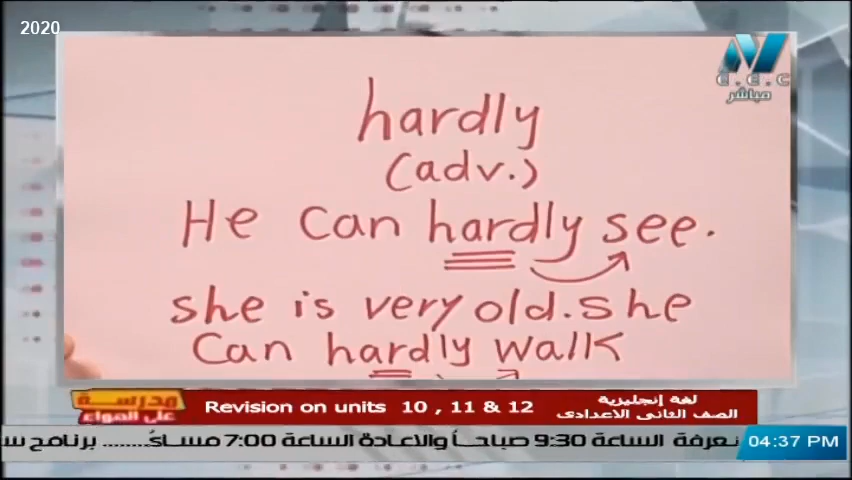 2020
E.E.C
مباشر
hardly
(adv.)
He can hardly see.
she is very old. she
can hardly walk
مدرسة
على الهواء
Revision on units 10 , 11 & 12
لغة إنجليزية
الصف الثانى الاعدادى
الساعة 9:30 صباحاً والاعادة الساعة 7:00 مساءً........ برنامج
04:37 PM